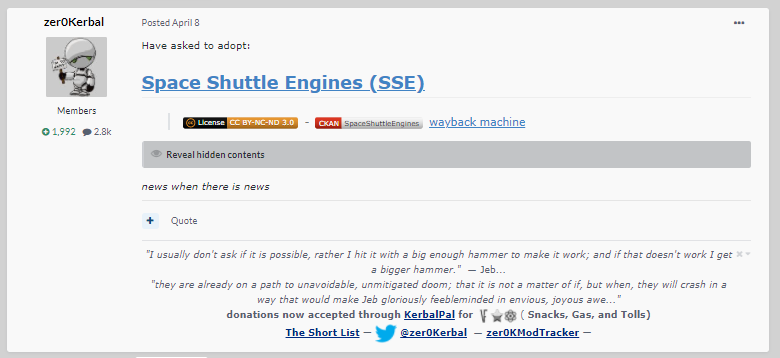 zer0Kerbal
Posted April 8
Have asked to adopt:
Space Shuttle Engines (SSE)
License CC BY-NC-ND 3.0 - CKAN SpaceShuttleEngines wayback machine
Members
1,992 2.8k
Reveal hidden contents
news when there is news
+ Quote
"I usually don't ask if it is possible, rather I hit it with a big enough hammer to make it work; and if that doesn't work I get
a bigger hammer." — Jeb...
"they are already on a path to unavoidable, unmitigated doom; that it is not a matter of if, but when, they will crash in a
way that would make Jeb gloriously feebleminded in envious, joyous awe..."
donations now accepted through KerbalPal for ( Snacks, Gas, and Tolls)
The Short List — @zer0Kerbal — zer0KModTracker —